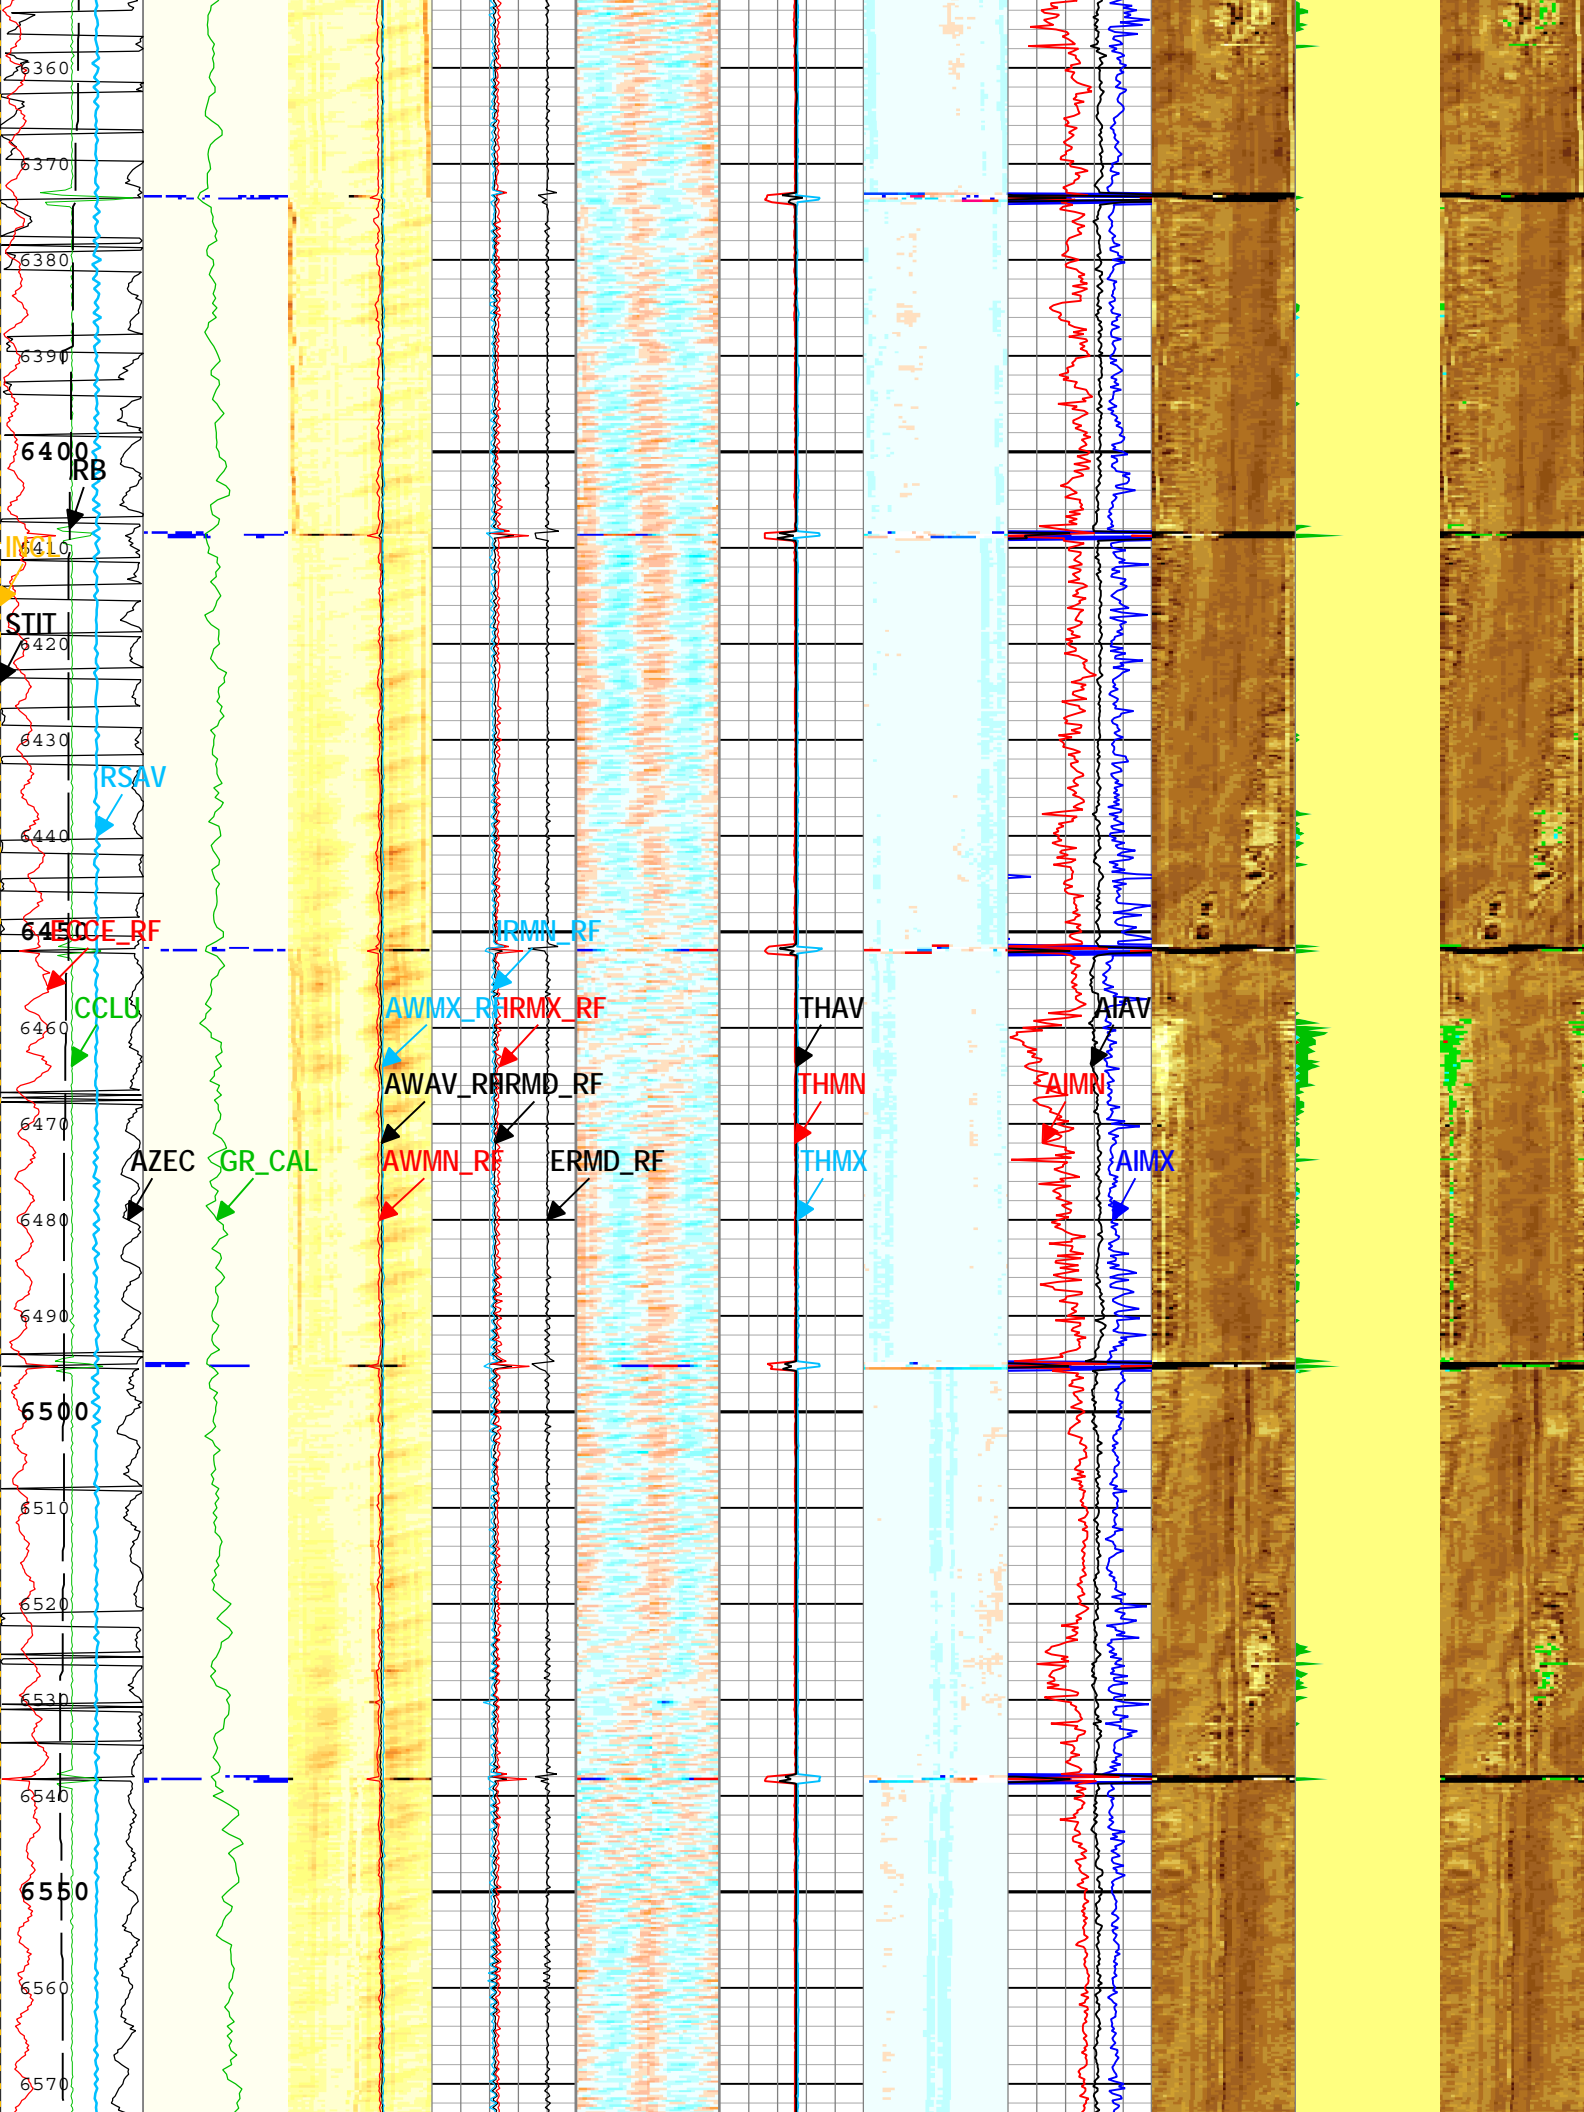 6360
6370
6380
6390
6400
RB
INCL
6410
STIT
6420
6430
RSAV
6440
6450
ECCE_RF
IRMN_RF
CCLU
AWMX_RF
IRMX_RF
THAV
AIAV
6460
AWAV_RF
IRMD_RF
THMN
AIMN
6470
AZEC
GR_CAL
AWMN_RF
ERMD_RF
THMX
AIMX
6480
6490
6500
6510
6520
6530
6540
6550
6560
6570